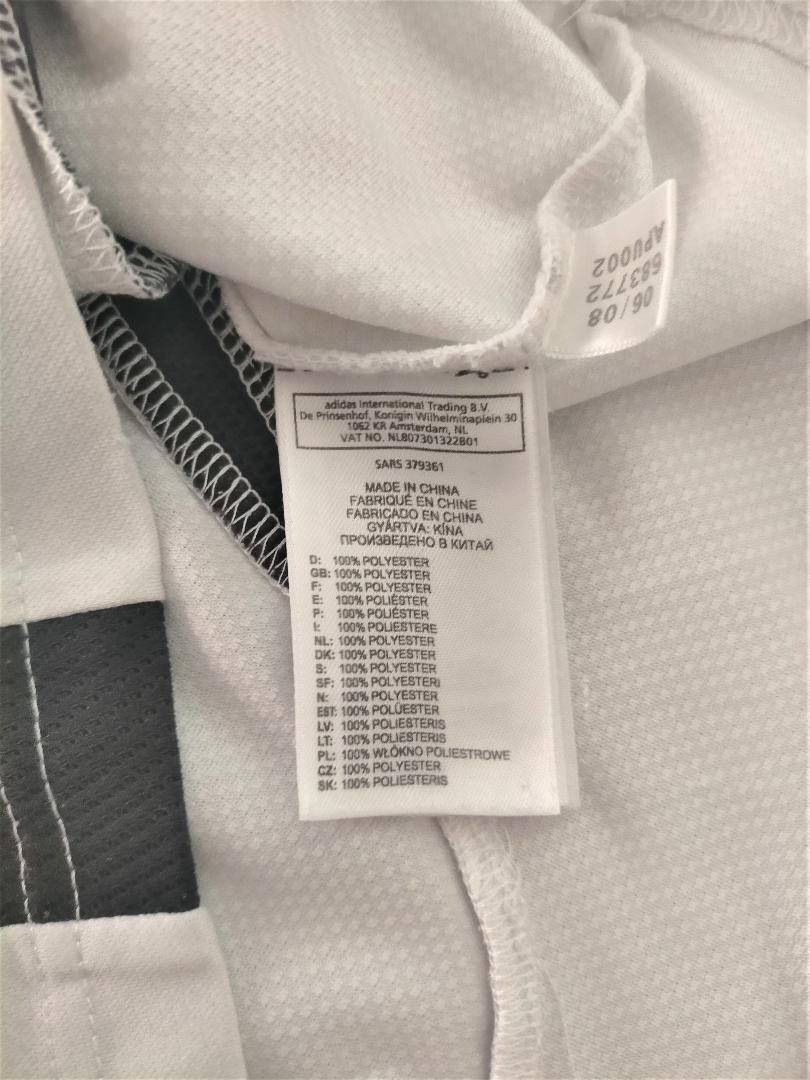 adidas International Trading B.V.
De Prinsenhof, Konigin Wilhelminaplein 30
1062 KR Amsterdam, NL
VAT NO. NL807301322B01
SARS 379361
MADE IN CHINA
FABRIQUÉ EN CHINE
FABRICADO EN CHINA
GYÁRTVA: KÍNA
ПРОИЗВЕДЕНО В КИТАЙ
D: 100% POLYESTER
GB: 100% POLYESTER
F: 100% POLYESTER
E: 100% POLIÉSTER
P: 100% POLIÉSTER
I: 100% POLIESTERE
NL: 100% POLYESTER
DK: 100% POLYESTER
S: 100% POLYESTER
SF: 100% POLYESTERI
N: 100% POLYESTER
EST: 100% POLÜESTER
LV: 100% POLIESTERIS
LT: 100% POLIESTERIS
PL: 100% WŁÓKNO POLIESTROWE
CZ: 100% POLYESTER
SK: 100% POLIESTERIS
06/08
683772
APU002